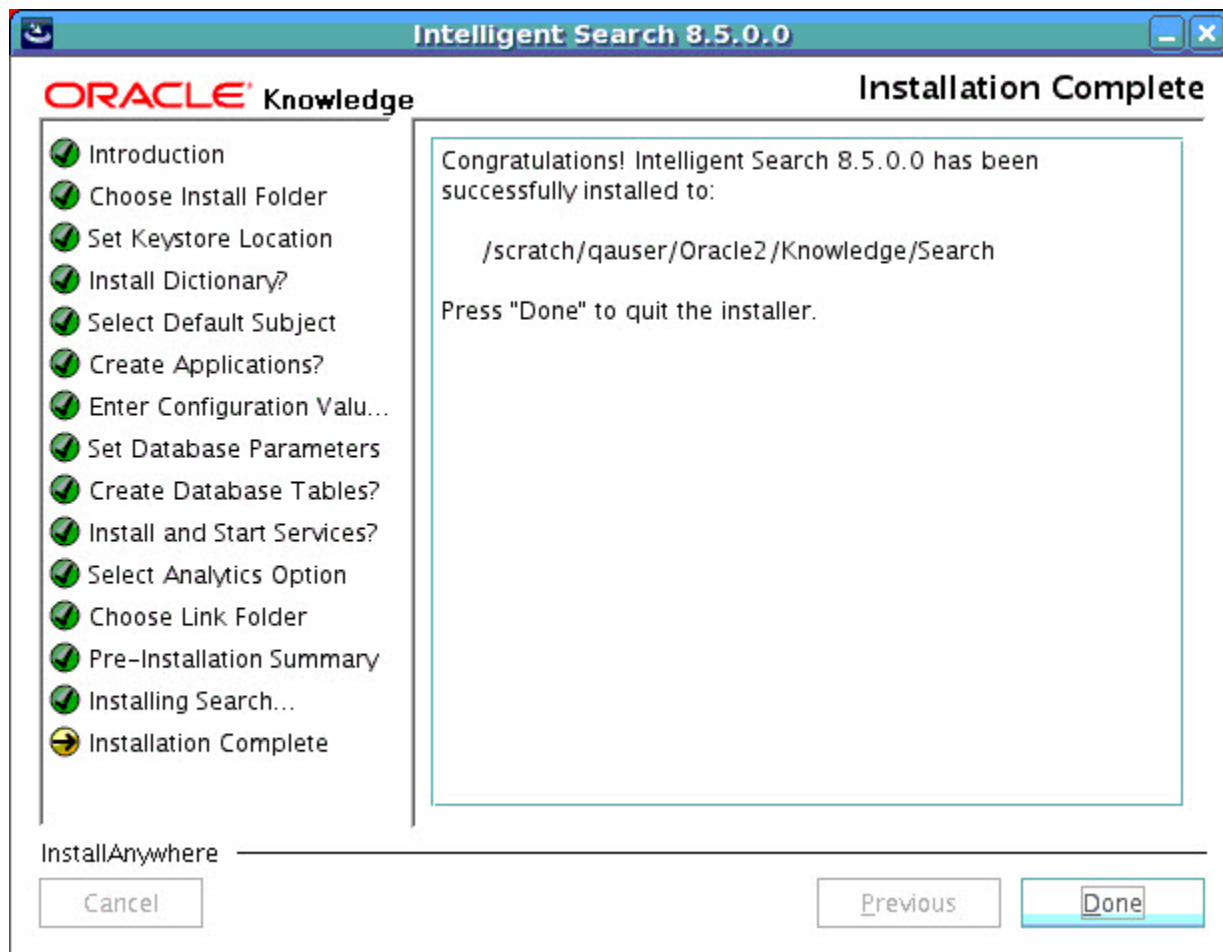 Intelligent Search 8.5.0.0
ORACLE Knowledge
Installation Complete
Introduction
Choose Install Folder
Set Keystore Location
Install Dictionary?
Select Default Subject
Create Applications?
Enter Configuration Valu...
Set Database Parameters
Create Database Tables?
Install and Start Services?
Select Analytics Option
Choose Link Folder
Pre-Installation Summary
Installing Search...
Installation Complete
Congratulations! Intelligent Search 8.5.0.0 has been
successfully installed to:
/scratch/qauser/Oracle2/Knowledge/Search
Press "Done" to quit the installer.
InstallAnywhere
Cancel
Previous
Done